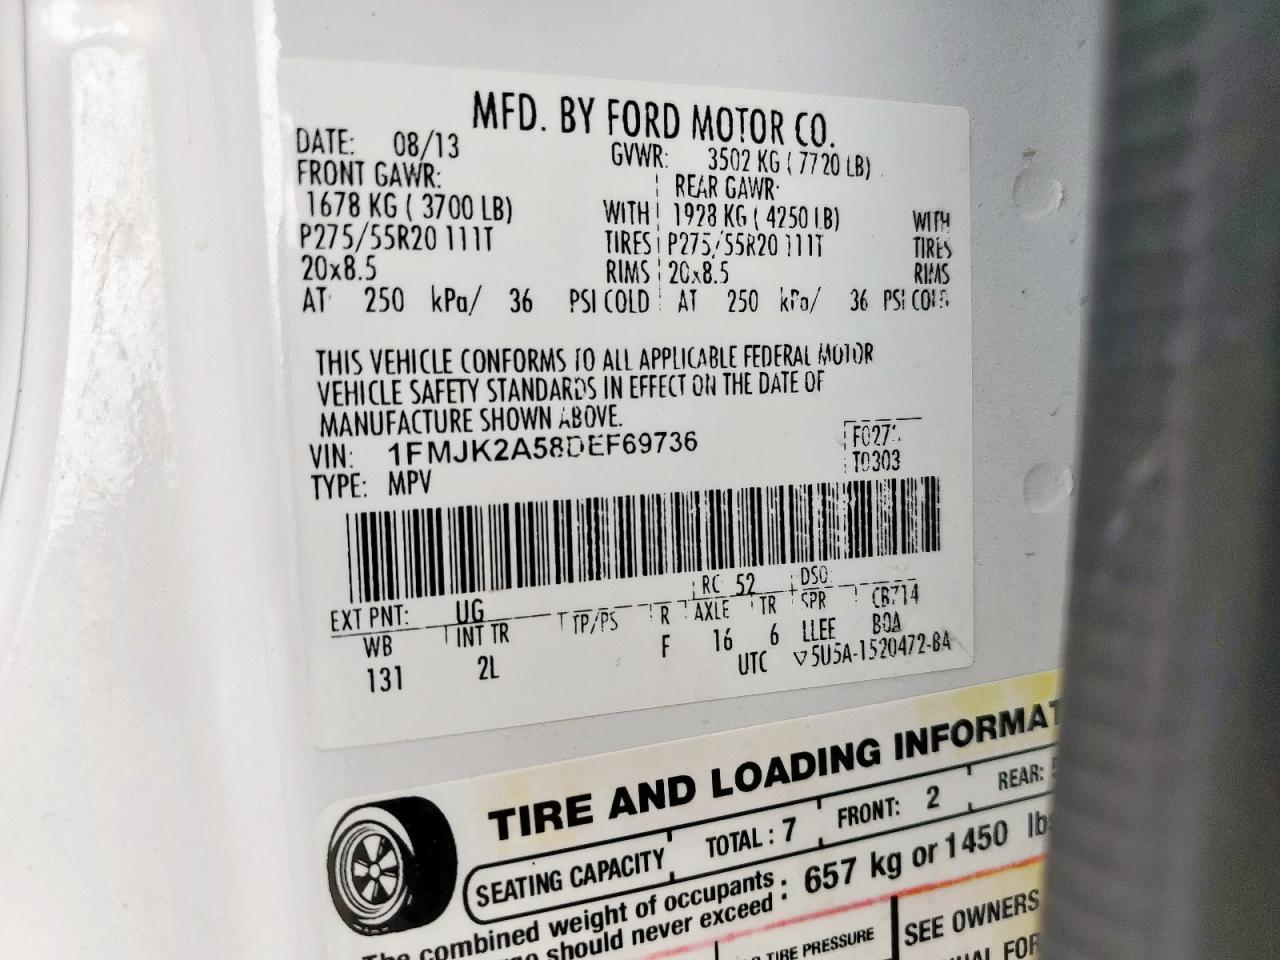 MFD. BY FORD MOTOR CO.
DATE: 08/13 GVWR: 3502 KG ( 7720 LB)
FRONT GAWR: REAR GAWR:
1678 KG ( 3700 LB) WITH 1928 KG ( 4250 LB) WITH
P275/55R20 111T TIRES P275/55R20 111T TIRES
20x8.5 RIMS 20x8.5 RIMS
AT 250 kPa/ 36 PSI COLD AT 250 kPa/ 36 PSI COLD
THIS VEHICLE CONFORMS TO ALL APPLICABLE FEDERAL MOTOR
VEHICLE SAFETY STANDARDS IN EFFECT ON THE DATE OF
MANUFACTURE SHOWN ABOVE.
VIN: 1FMJK2A58DEF69736
TYPE: MPV T0303
EXT PNT: UG RC 52 DSO
WB INT TR TP/PS R AXLE TR SPR CB714
131 2L F 16 6 LLEE
UTC ▽5U5A-1520472-BA
TIRE AND LOADING
SEATING CAPACITY TOTAL : 7 FRONT: 2 REAR:
combined weight of occupants : 657 kg or 1450
should never exceed :
TIRE PRESSURE SEE OWNERS
FOR